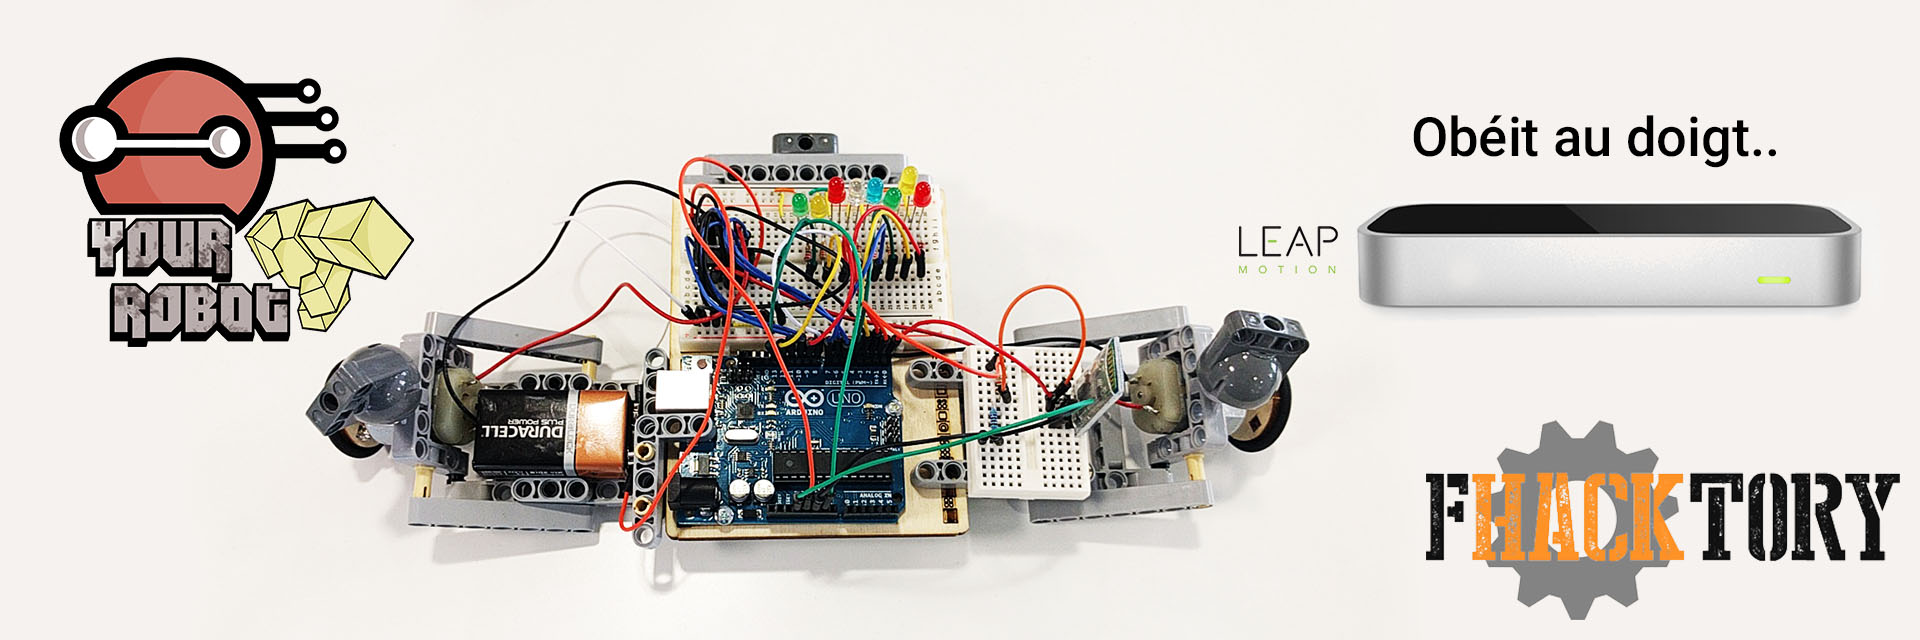 YOUR
ROBOT
Obéit au doigt..
LEAP
MOTION
DIGITAL (PWM~)
UNO
ARDUINO
DURACELL
PLUS POWER
ANALOG IN
FHACKTORY